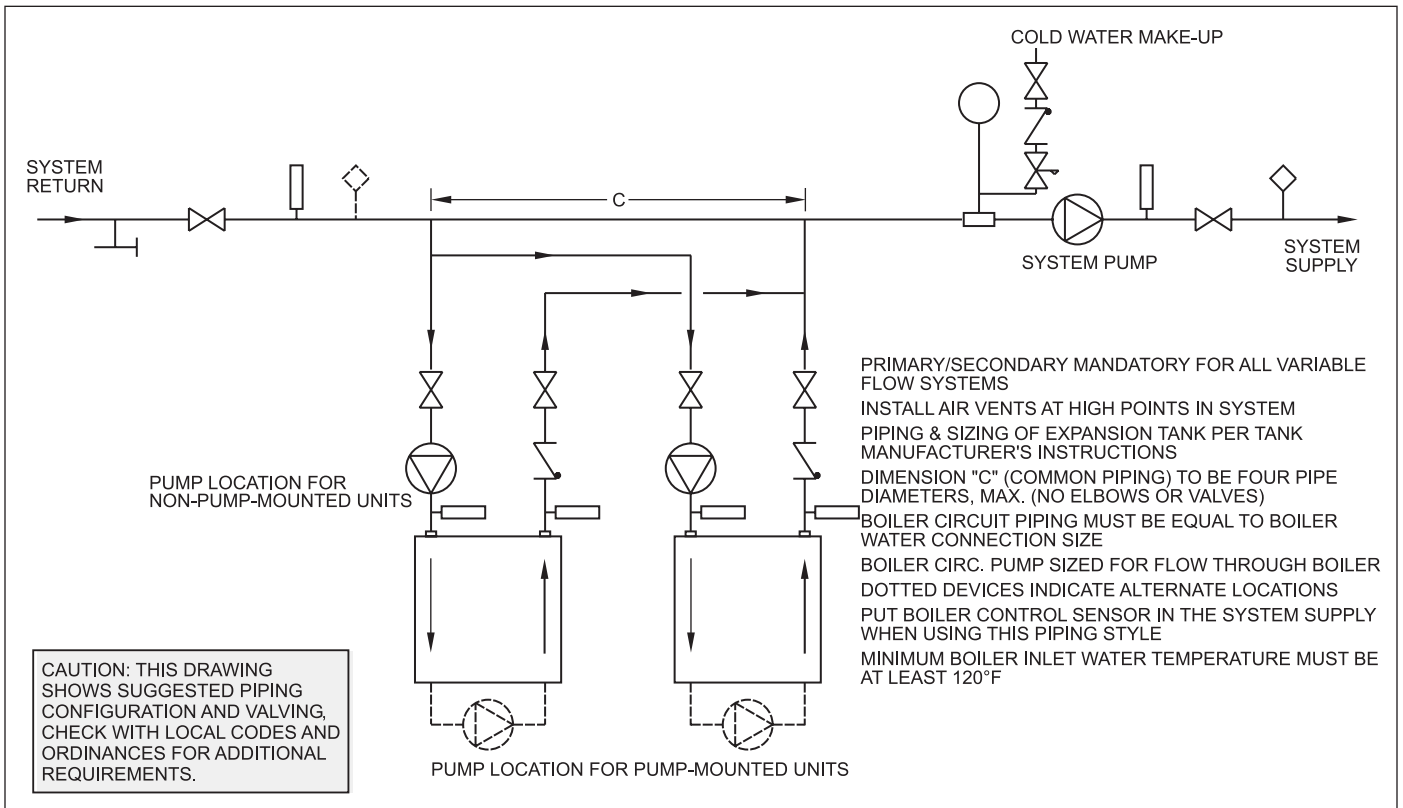 COLD WATER MAKE-UP
SYSTEM
RETURN
C
SYSTEM PUMP
SYSTEM
SUPPLY
PUMP LOCATION FOR
NON-PUMP-MOUNTED UNITS
PRIMARY/SECONDARY MANDATORY FOR ALL VARIABLE
FLOW SYSTEMS
INSTALL AIR VENTS AT HIGH POINTS IN SYSTEM
PIPING & SIZING OF EXPANSION TANK PER TANK
MANUFACTURER'S INSTRUCTIONS
DIMENSION "C" (COMMON PIPING) TO BE FOUR PIPE
DIAMETERS, MAX. (NO ELBOWS OR VALVES)
BOILER CIRCUIT PIPING MUST BE EQUAL TO BOILER
WATER CONNECTION SIZE
BOILER CIRC. PUMP SIZED FOR FLOW THROUGH BOILER
DOTTED DEVICES INDICATE ALTERNATE LOCATIONS
PUT BOILER CONTROL SENSOR IN THE SYSTEM SUPPLY
WHEN USING THIS PIPING STYLE
MINIMUM BOILER INLET WATER TEMPERATURE MUST BE
AT LEAST 120°F
CAUTION: THIS DRAWING
SHOWS SUGGESTED PIPING
CONFIGURATION AND VALVING,
CHECK WITH LOCAL CODES AND
ORDINANCES FOR ADDITIONAL
REQUIREMENTS.
PUMP LOCATION FOR PUMP-MOUNTED UNITS